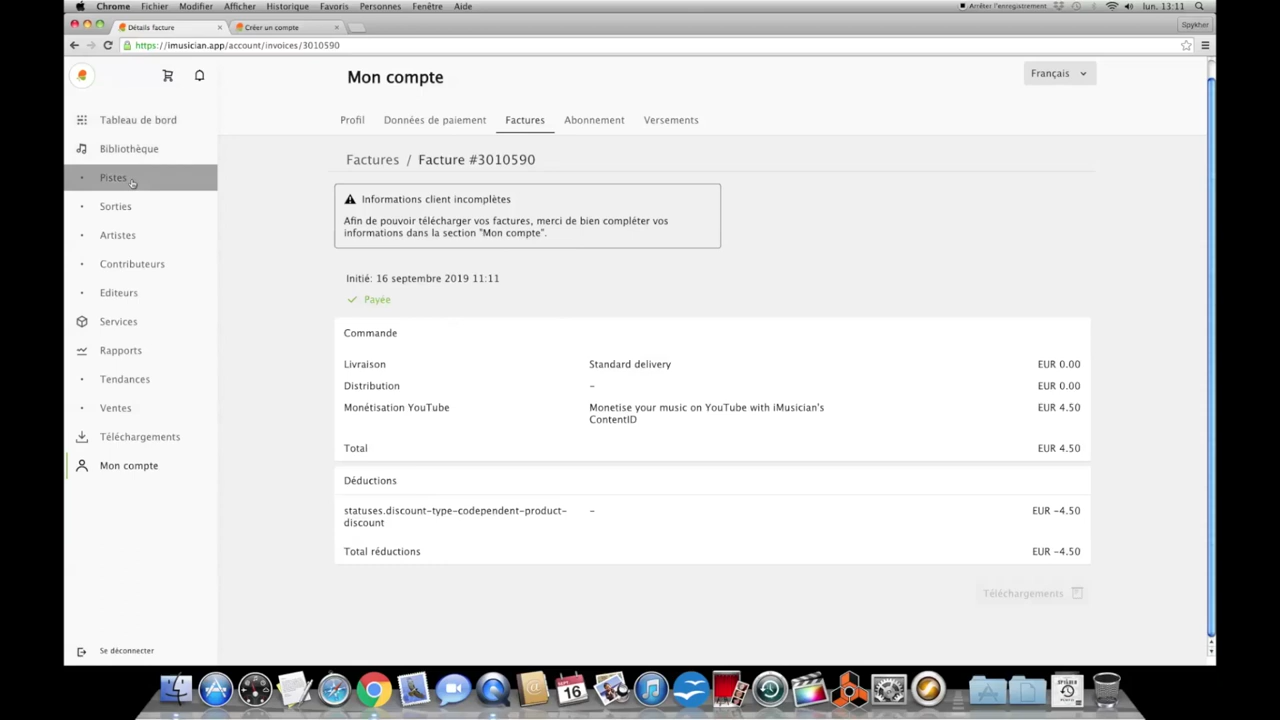 Chrome Fichier Modifier Afficher Historique Favoris Personnes Fenêtre Aide Arrêter l'enregistrement lun. 13:11
Détails facture Créer un compte Spykher
https://imusician.app/account/invoices/3010590
Mon compte
Français
Profil Données de paiement Factures Abonnement Versements
Tableau de bord
Bibliothèque
Pistes
Sorties
Artistes
Contributeurs
Editeurs
Services
Rapports
Tendances
Ventes
Téléchargements
Mon compte
Se déconnecter
Factures / Facture #3010590
Informations client incomplètes
Afin de pouvoir télécharger vos factures, merci de bien compléter vos
informations dans la section "Mon compte".
Initié: 16 septembre 2019 11:11
Payée
Commande
Livraison Standard delivery EUR 0.00
Distribution – EUR 0.00
Monétisation YouTube Monetise your music on YouTube with iMusician's EUR 4.50
ContentID
Total EUR 4.50
Déductions
statuses.discount-type-codependent-product- – EUR -4.50
discount
Total réductions EUR -4.50
Téléchargements
16